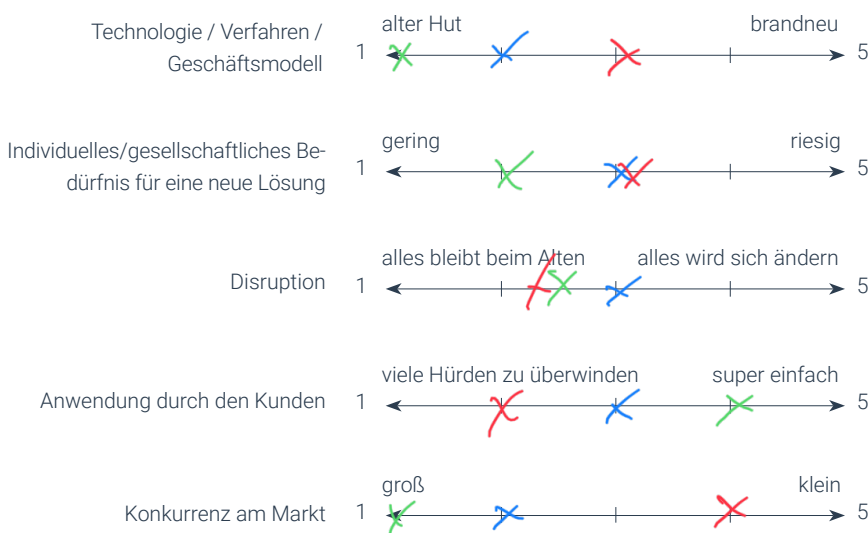 Technologie / Verfahren /
Geschäftsmodell
1
alter Hut
brandneu
5
Individuelles/gesellschaftliches Be-
dürfnis für eine neue Lösung
1
gering
riesig
5
Disruption
1
alles bleibt beim Alten
alles wird sich ändern
5
Anwendung durch den Kunden
1
viele Hürden zu überwinden
super einfach
5
Konkurrenz am Markt
1
groß
klein
5